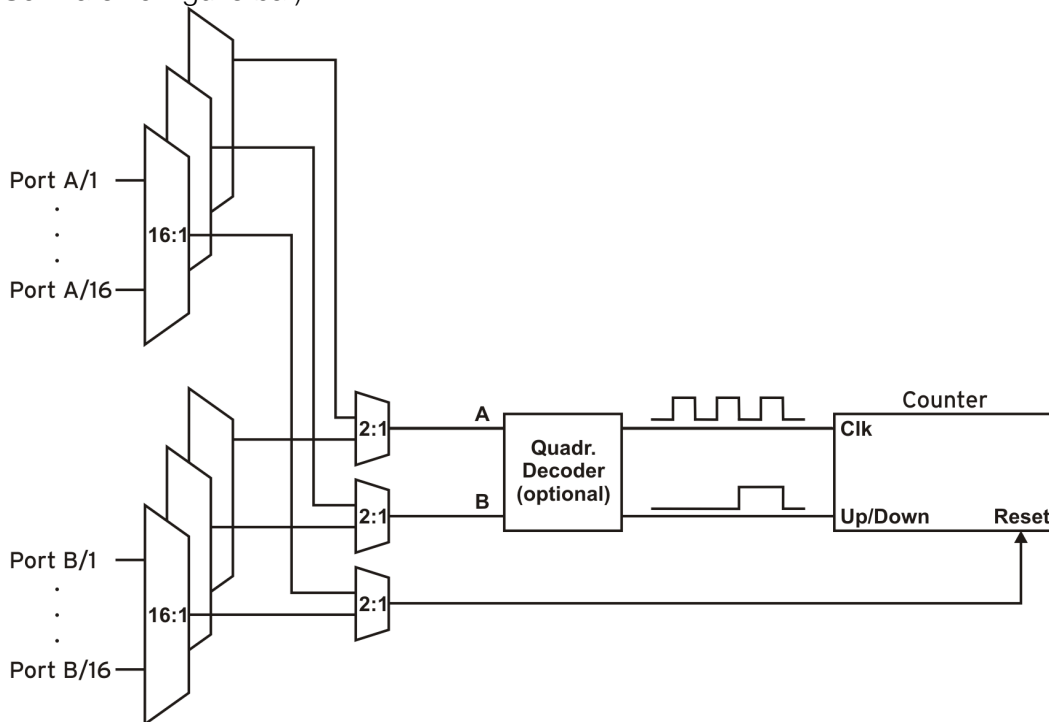 Port A/1
16:1
Port A/16
Counter
2:1
A
Quadr.
Decoder
(optional)
Clk
2:1
B
Up/Down
Reset
Port B/1
2:1
16:1
Port B/16